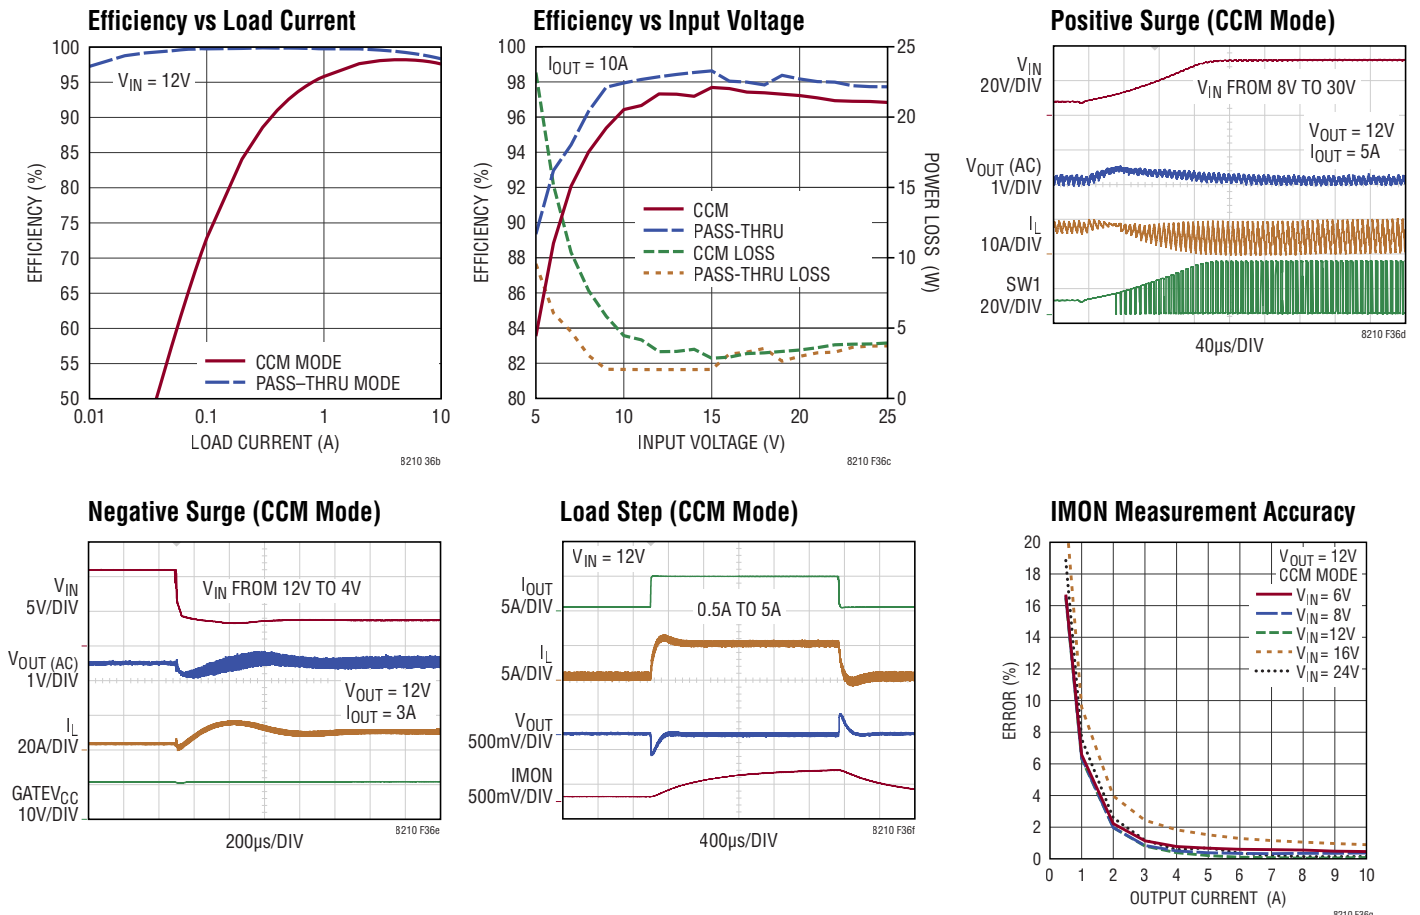 Efficiency vs Load Current
100
95
90
85
80
75
70
65
60
55
50
EFFICIENCY (%)
VIN = 12V
CCM MODE
PASS–THRU MODE
0.01
0.1
1
10
LOAD CURRENT (A)
8210 36b
Efficiency vs Input Voltage
100
98
96
94
92
90
88
86
84
82
80
EFFICIENCY (%)
IOUT = 10A
CCM
PASS-THRU
CCM LOSS
PASS-THRU LOSS
25
20
15
10
5
0
POWER LOSS (W)
5
10
15
20
25
INPUT VOLTAGE (V)
8210 F36c
Positive Surge (CCM Mode)
VIN
20V/DIV
VIN FROM 8V TO 30V
VOUT = 12V
IOUT = 5A
VOUT (AC)
1V/DIV
IL
10A/DIV
SW1
20V/DIV
40µs/DIV
8210 F36d
Negative Surge (CCM Mode)
VIN
5V/DIV
VIN FROM 12V TO 4V
VOUT (AC)
1V/DIV
VOUT = 12V
IOUT = 3A
IL
20A/DIV
GATEVCC
10V/DIV
200µs/DIV
8210 F36e
Load Step (CCM Mode)
VIN = 12V
IOUT
5A/DIV
0.5A TO 5A
IL
5A/DIV
VOUT
500mV/DIV
IMON
500mV/DIV
400µs/DIV
8210 F36f
IMON Measurement Accuracy
20
18
16
14
12
10
8
6
4
2
0
ERROR (%)
VOUT = 12V
CCM MODE
VIN = 6V
VIN = 8V
VIN =12V
VIN = 16V
VIN = 24V
0
1
2
3
4
5
6
7
8
9
10
OUTPUT CURRENT (A)
8210 F36g